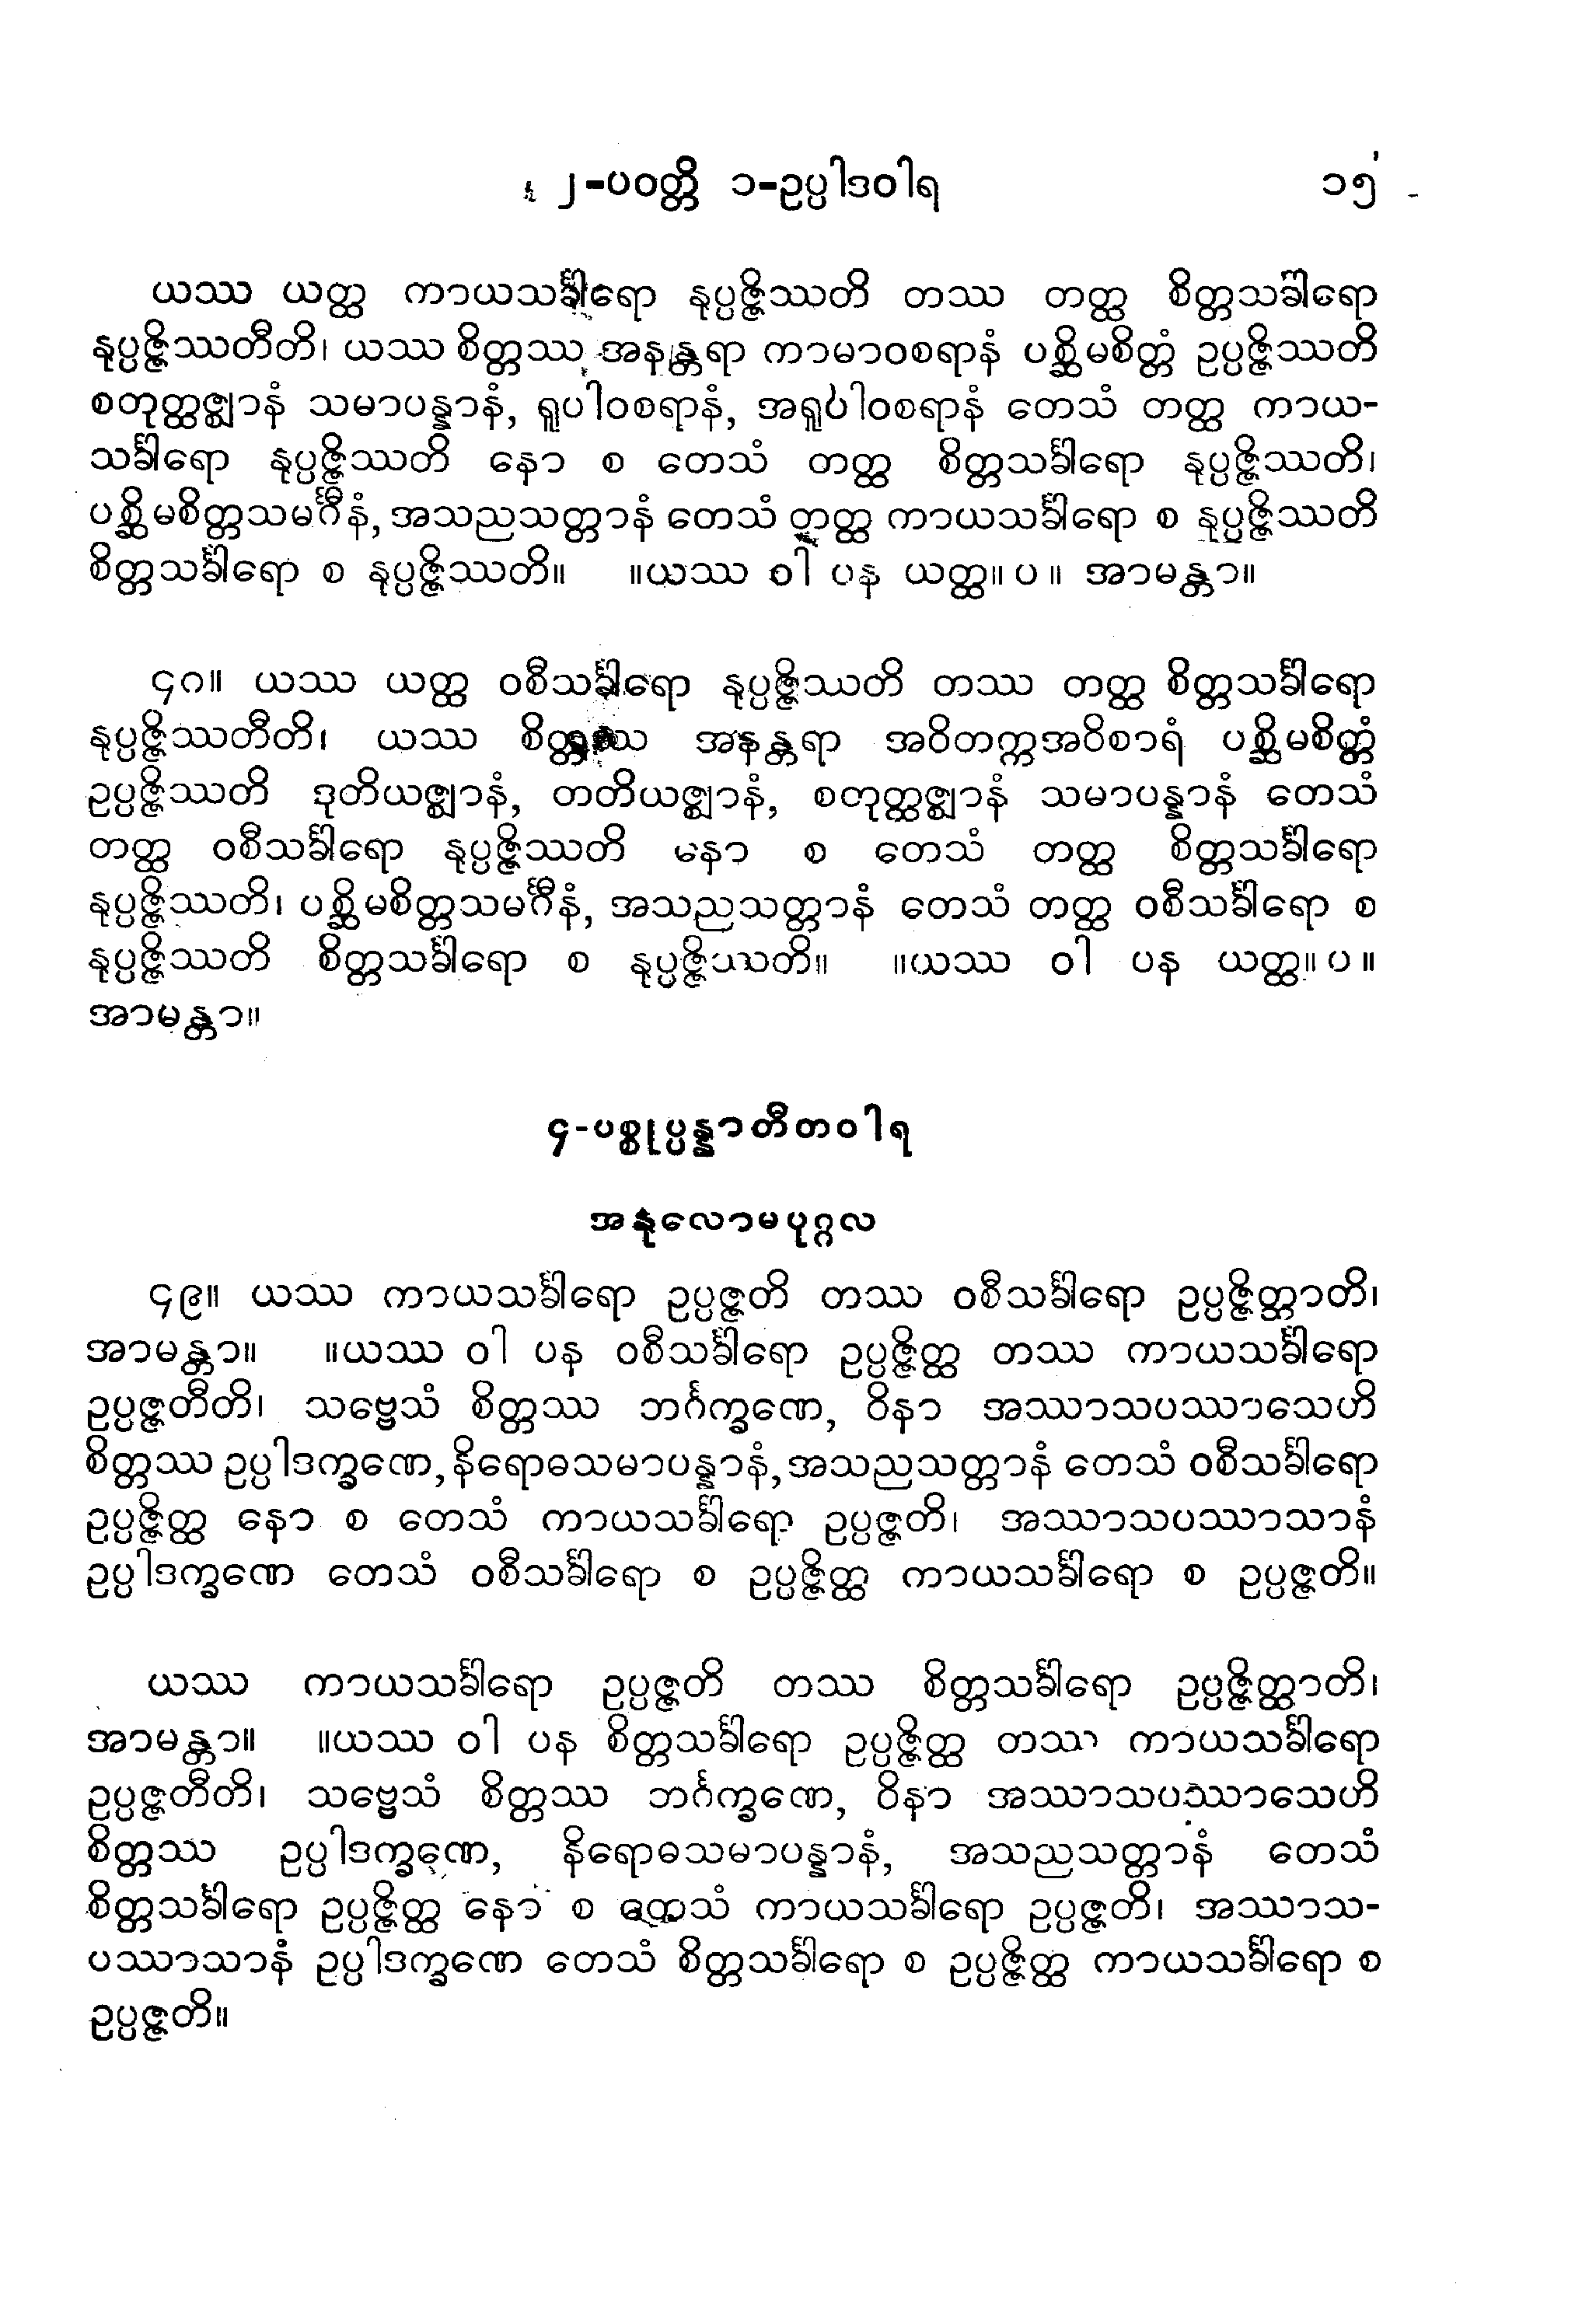 ၂-ပဝတ္တိ ၁-ဥပ္ပါဒဝါရ ၁၅
ယဿ ယတ္ထ ကာယသင်္ခါရော နုပ္ပဇ္ဇိဿတိ တဿ တတ္ထ စိတ္တသင်္ခါရော
နုပ္ပဇ္ဇိဿတီတိ၊ ယဿ စိတ္တဿ အနန္တရာ ကာမာဝစရာနံ ပစ္ဆိမစိတ္တံ ဥပ္ပဇ္ဇိဿတိ
စတုတ္ထဇ္ဈာနံ သမာပန္နာနံ, ရူပါဝစရာနံ, အရူပါဝစရာနံ တေသံ တတ္ထ ကာယ-
သင်္ခါရော နုပ္ပဇ္ဇိဿတိ နော စ တေသံ တတ္ထ စိတ္တသင်္ခါရော နုပ္ပဇ္ဇိဿတိ၊
ပစ္ဆိမစိတ္တသမင်္ဂီနံ, အသညသတ္တာနံ တေသံ တတ္ထ ကာယသင်္ခါရော စ နုပ္ပဇ္ဇိဿတိ
စိတ္တသင်္ခါရော စ နုပ္ပဇ္ဇိဿတိ။ ။ယဿ ဝါ ပန ယတ္ထ။ ပ ။ အာမန္တာ။
၄၈။ ယဿ ယတ္ထ ဝစီသင်္ခါရော နုပ္ပဇ္ဇိဿတိ တဿ တတ္ထ စိတ္တသင်္ခါရော
နုပ္ပဇ္ဇိဿတီတိ၊ ယဿ စိတ္တဿ အနန္တရာ အဝိတက္ကအဝိစာရံ ပစ္ဆိမစိတ္တံ
ဥပ္ပဇ္ဇိဿတိ ဒုတိယဇ္ဈာနံ, တတိယဇ္ဈာနံ, စတုတ္ထဇ္ဈာနံ သမာပန္နာနံ တေသံ
တတ္ထ ဝစီသင်္ခါရော နုပ္ပဇ္ဇိဿတိ နော စ တေသံ တတ္ထ စိတ္တသင်္ခါရော
နုပ္ပဇ္ဇိဿတိ၊ ပစ္ဆိမစိတ္တသမင်္ဂီနံ, အသညသတ္တာနံ တေသံ တတ္ထ ဝစီသင်္ခါရော စ
နုပ္ပဇ္ဇိဿတိ စိတ္တသင်္ခါရော စ နုပ္ပဇ္ဇိဿတိ။ ။ယဿ ဝါ ပန ယတ္ထ။ ပ ။
အာမန္တာ။
၄-ပစ္စုပ္ပန္နာတီတဝါရ
အနုလောမပုဂ္ဂလ
၄၉။ ယဿ ကာယသင်္ခါရော ဥပ္ပဇ္ဇတိ တဿ ဝစီသင်္ခါရော ဥပ္ပဇ္ဇိတ္ထာတိ၊
အာမန္တာ။ ။ယဿ ဝါ ပန ဝစီသင်္ခါရော ဥပ္ပဇ္ဇိတ္ထ တဿ ကာယသင်္ခါရော
ဥပ္ပဇ္ဇတီတိ၊ သဗ္ဗေသံ စိတ္တဿ ဘင်္ဂက္ခဏေ, ဝိနာ အဿာသပဿာသေဟိ
စိတ္တဿ ဥပ္ပါဒက္ခဏေ, နိရောဓသမာပန္နာနံ, အသညသတ္တာနံ တေသံ ဝစီသင်္ခါရော
ဥပ္ပဇ္ဇိတ္ထ နော စ တေသံ ကာယသင်္ခါရော ဥပ္ပဇ္ဇတိ၊ အဿာသပဿာသာနံ
ဥပ္ပါဒက္ခဏေ တေသံ ဝစီသင်္ခါရော စ ဥပ္ပဇ္ဇိတ္ထ ကာယသင်္ခါရော စ ဥပ္ပဇ္ဇတိ။
ယဿ ကာယသင်္ခါရော ဥပ္ပဇ္ဇတိ တဿ စိတ္တသင်္ခါရော ဥပ္ပဇ္ဇိတ္ထာတိ၊
အာမန္တာ။ ။ယဿ ဝါ ပန စိတ္တသင်္ခါရော ဥပ္ပဇ္ဇိတ္ထ တဿ ကာယသင်္ခါရော
ဥပ္ပဇ္ဇတီတိ၊ သဗ္ဗေသံ စိတ္တဿ ဘင်္ဂက္ခဏေ, ဝိနာ အဿာသပဿာသေဟိ
စိတ္တဿ ဥပ္ပါဒက္ခဏေ, နိရောဓသမာပန္နာနံ, အသညသတ္တာနံ တေသံ
စိတ္တသင်္ခါရော ဥပ္ပဇ္ဇိတ္ထ နော စ တေသံ ကာယသင်္ခါရော ဥပ္ပဇ္ဇတိ၊ အဿာသ-
ပဿာသာနံ ဥပ္ပါဒက္ခဏေ တေသံ စိတ္တသင်္ခါရော စ ဥပ္ပဇ္ဇိတ္ထ ကာယသင်္ခါရော စ
ဥပ္ပဇ္ဇတိ။